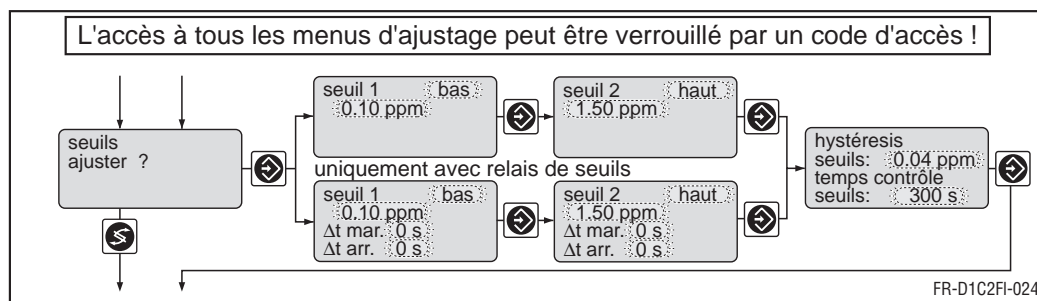 L'accès à tous les menus d'ajustage peut être verrouillé par un code d'accès !
seuils
ajuster ?
seuil 1 bas
0.10 ppm
seuil 2 haut
1.50 ppm
uniquement avec relais de seuils
seuil 1 bas
0.10 ppm
Δt mar. 0 s
Δt arr. 0 s
seuil 2 haut
1.50 ppm
Δt mar. 0 s
Δt arr. 0 s
hystéresis
seuils: 0.04 ppm
temps contrôle
seuils: 300 s
FR-D1C2FI-024